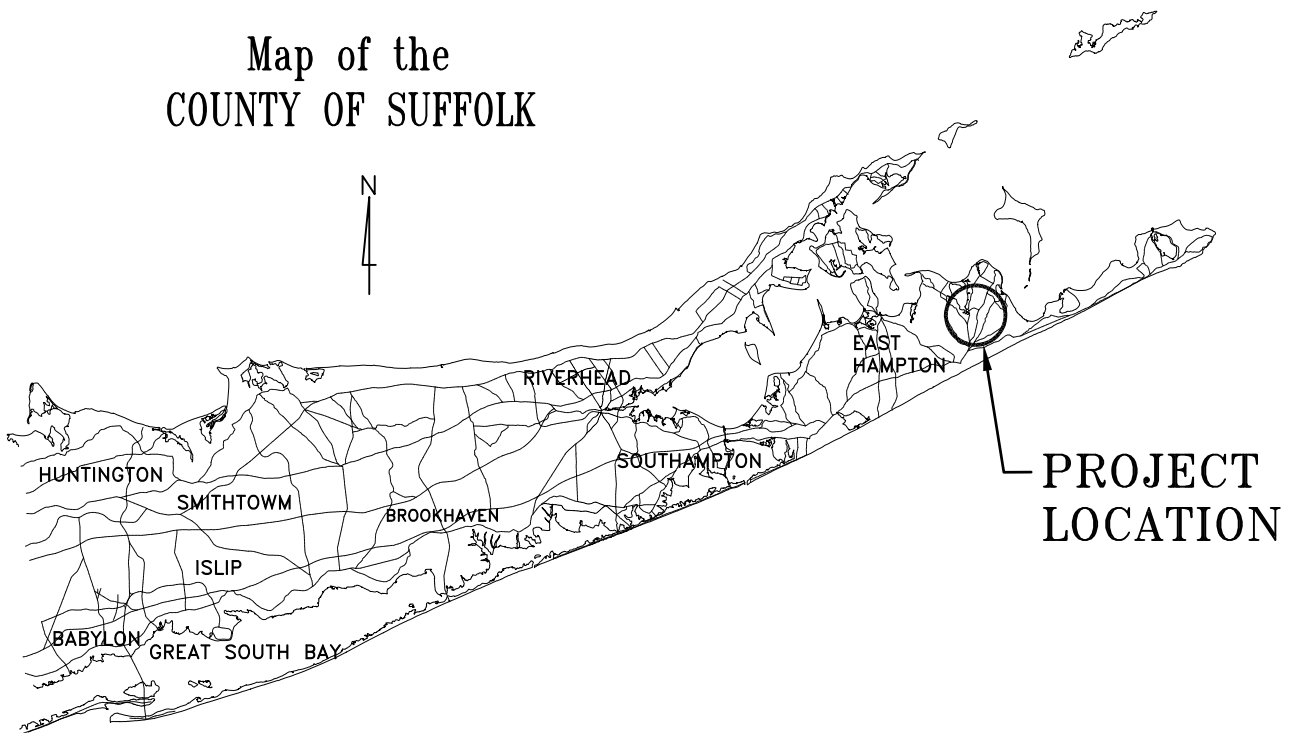 Map of the
COUNTY OF SUFFOLK
N
EAST
HAMPTON
RIVERHEAD
HUNTINGTON
SMITHTOWM
SOUTHAMPTON
BROOKHAVEN
PROJECT
LOCATION
ISLIP
BABYLON
GREAT SOUTH BAY